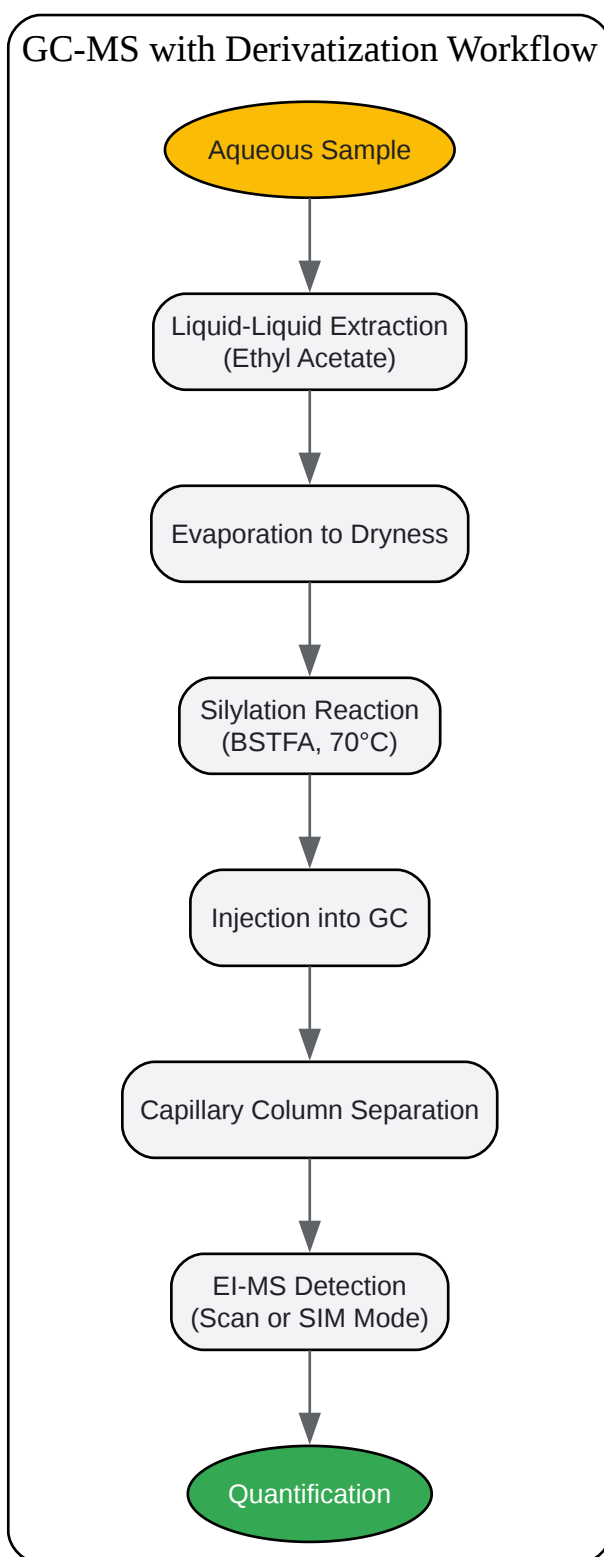 GC-MS with Derivatization Workflow
Aqueous Sample
Liquid-Liquid Extraction
(Ethyl Acetate)
Evaporation to Dryness
Silylation Reaction
(BSTFA, 70°C)
Injection into GC
Capillary Column Separation
EI-MS Detection
(Scan or SIM Mode)
Quantification